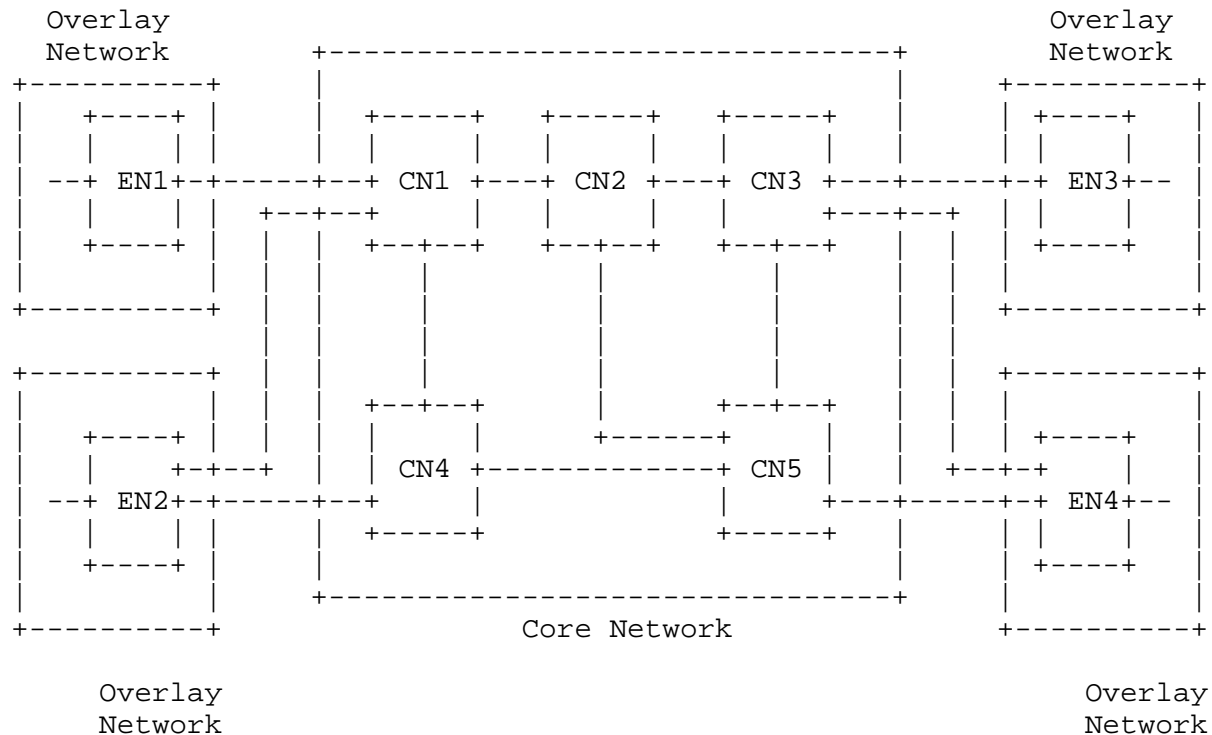 Overlay Overlay
Network Network
EN1 CN1 CN2 CN3 EN3
CN4 CN5
EN2 EN4
Core Network
Overlay Overlay
Network Network